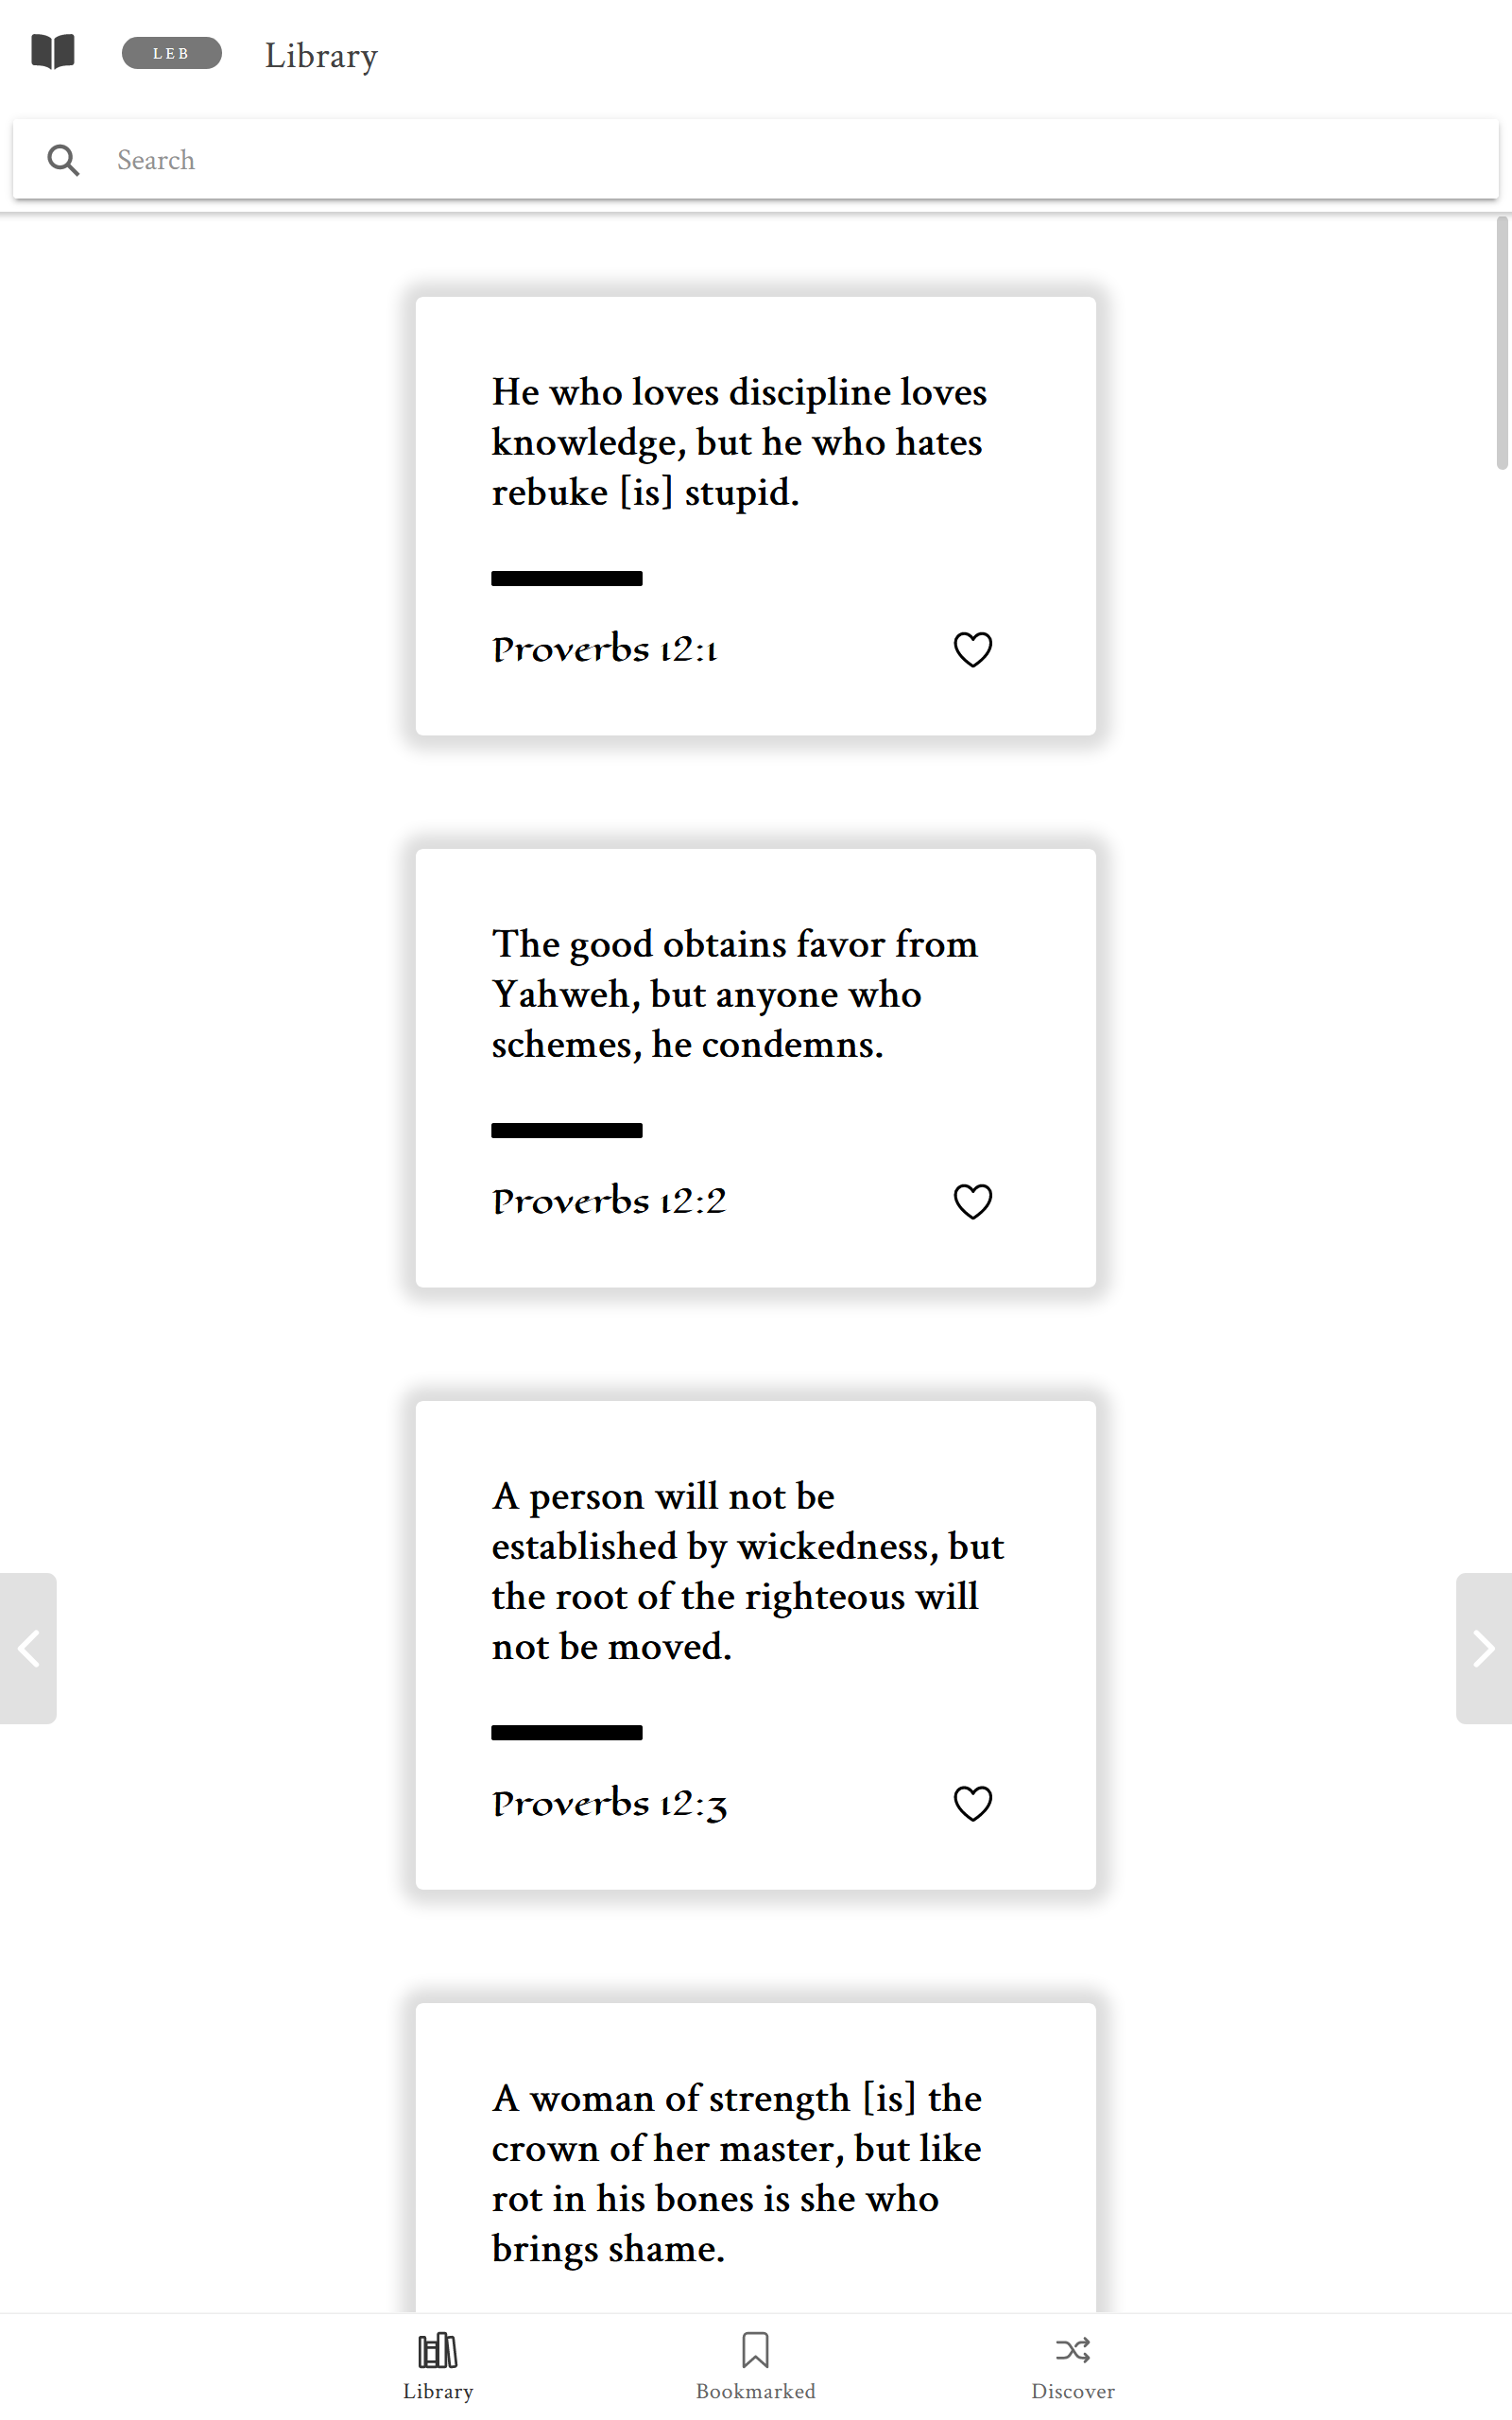 LEB
Library
Search
He who loves discipline loves
knowledge, but he who hates
rebuke [is] stupid.
Proverbs 12:1
The good obtains favor from
Yahweh, but anyone who
schemes, he condemns.
Proverbs 12:2
A person will not be
established by wickedness, but
the root of the righteous will
not be moved.
Proverbs 12:3
A woman of strength [is] the
crown of her master, but like
rot in his bones is she who
brings shame.
Library
Bookmarked
Discover